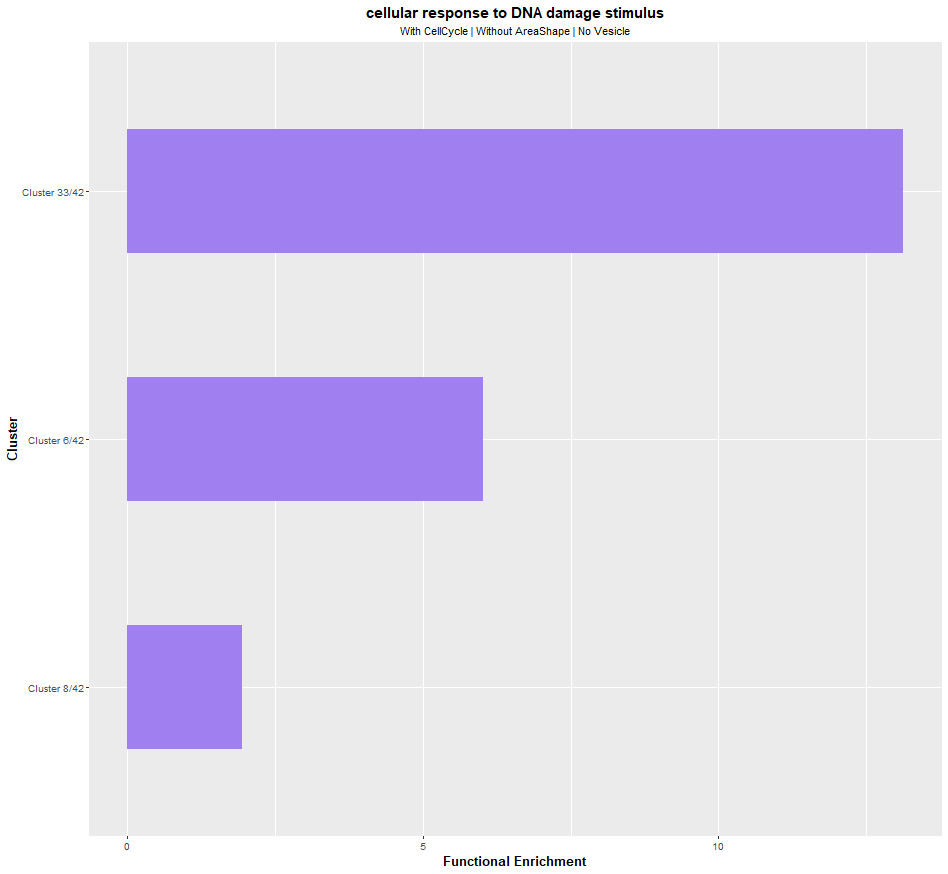 cellular response to DNA damage stimulus
With CellCycle | Without AreaShape | No Vesicle
Cluster
Cluster 33/42
Cluster 6/42
Cluster 8/42
0
5
10
Functional Enrichment